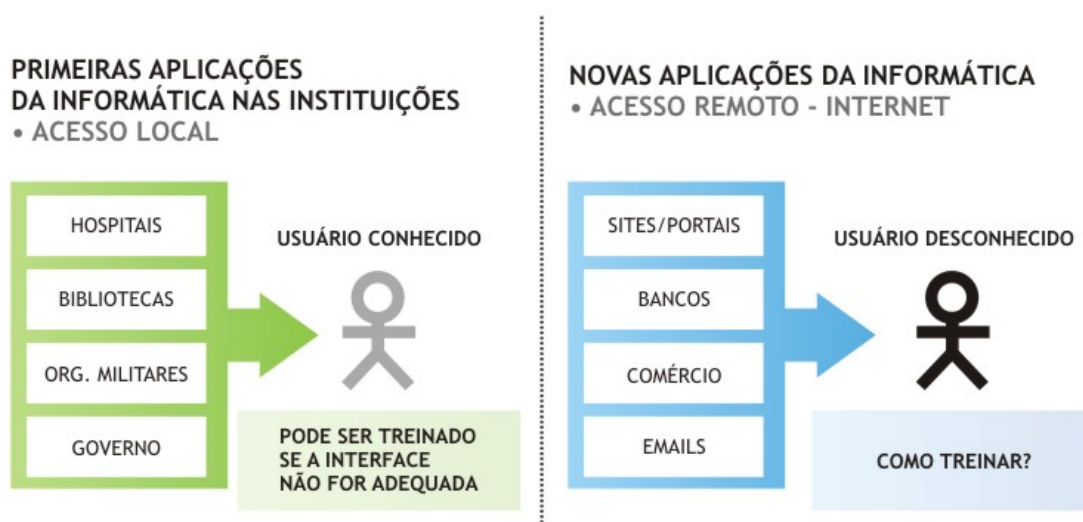 PRIMEIRAS APLICAÇÕES
DA INFORMÁTICA NAS INSTITUIÇÕES
• ACESSO LOCAL
HOSPITAIS
BIBLIOTECAS
ORG. MILITARES
GOVERNO
USUÁRIO CONHECIDO
PODE SER TREINADO
SE A INTERFACE
NÃO FOR ADEQUADA
NOVAS APLICAÇÕES DA INFORMÁTICA
• ACESSO REMOTO - INTERNET
SITES/PORTAIS
BANCOS
COMÉRCIO
EMAILS
USUÁRIO DESCONHECIDO
COMO TREINAR?